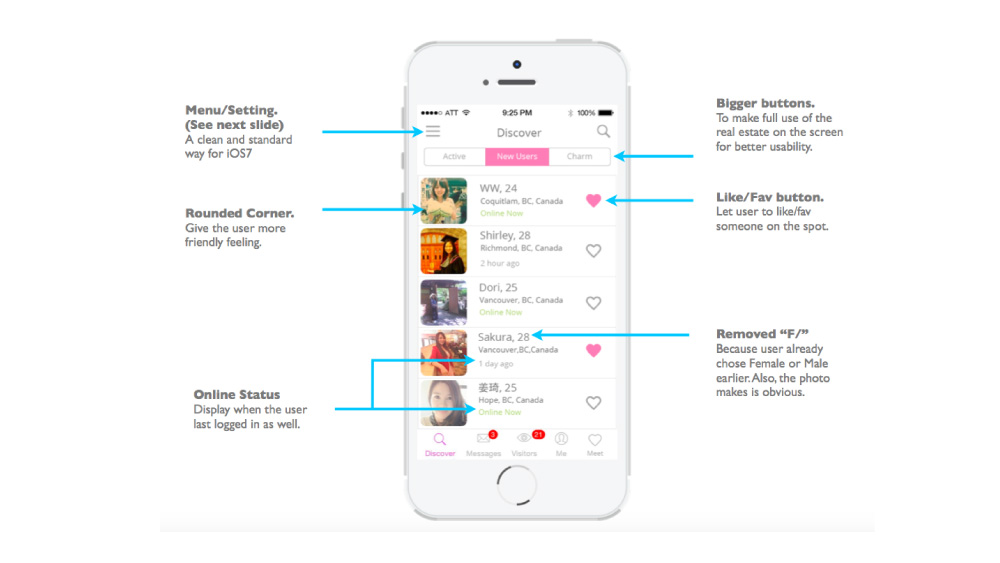 Menu/Setting.
(See next slide)
A clean and standard
way for iOS7
Rounded Corner.
Give the user more
friendly feeling.
Online Status
Display when the user
last logged in as well.
ATT
9:25 PM
100%
Discover
Active
New Users
Charm
WW, 24
Coquitlam, BC, Canada
Online Now
Shirley, 28
Richmond, BC, Canada
2 hour ago
Dori, 25
Vancouver, BC, Canada
Online Now
Sakura, 28
Vancouver,BC,Canada
1 day ago
姜琦, 25
Hope, BC, Canada
Online Now
3
21
Discover
Messages
Visitors
Me
Meet
Bigger buttons.
To make full use of the
real estate on the screen
for better usability.
Like/Fav button.
Let user to like/fav
someone on the spot.
Removed “F/”
Because user already
chose Female or Male
earlier. Also, the photo
makes is obvious.